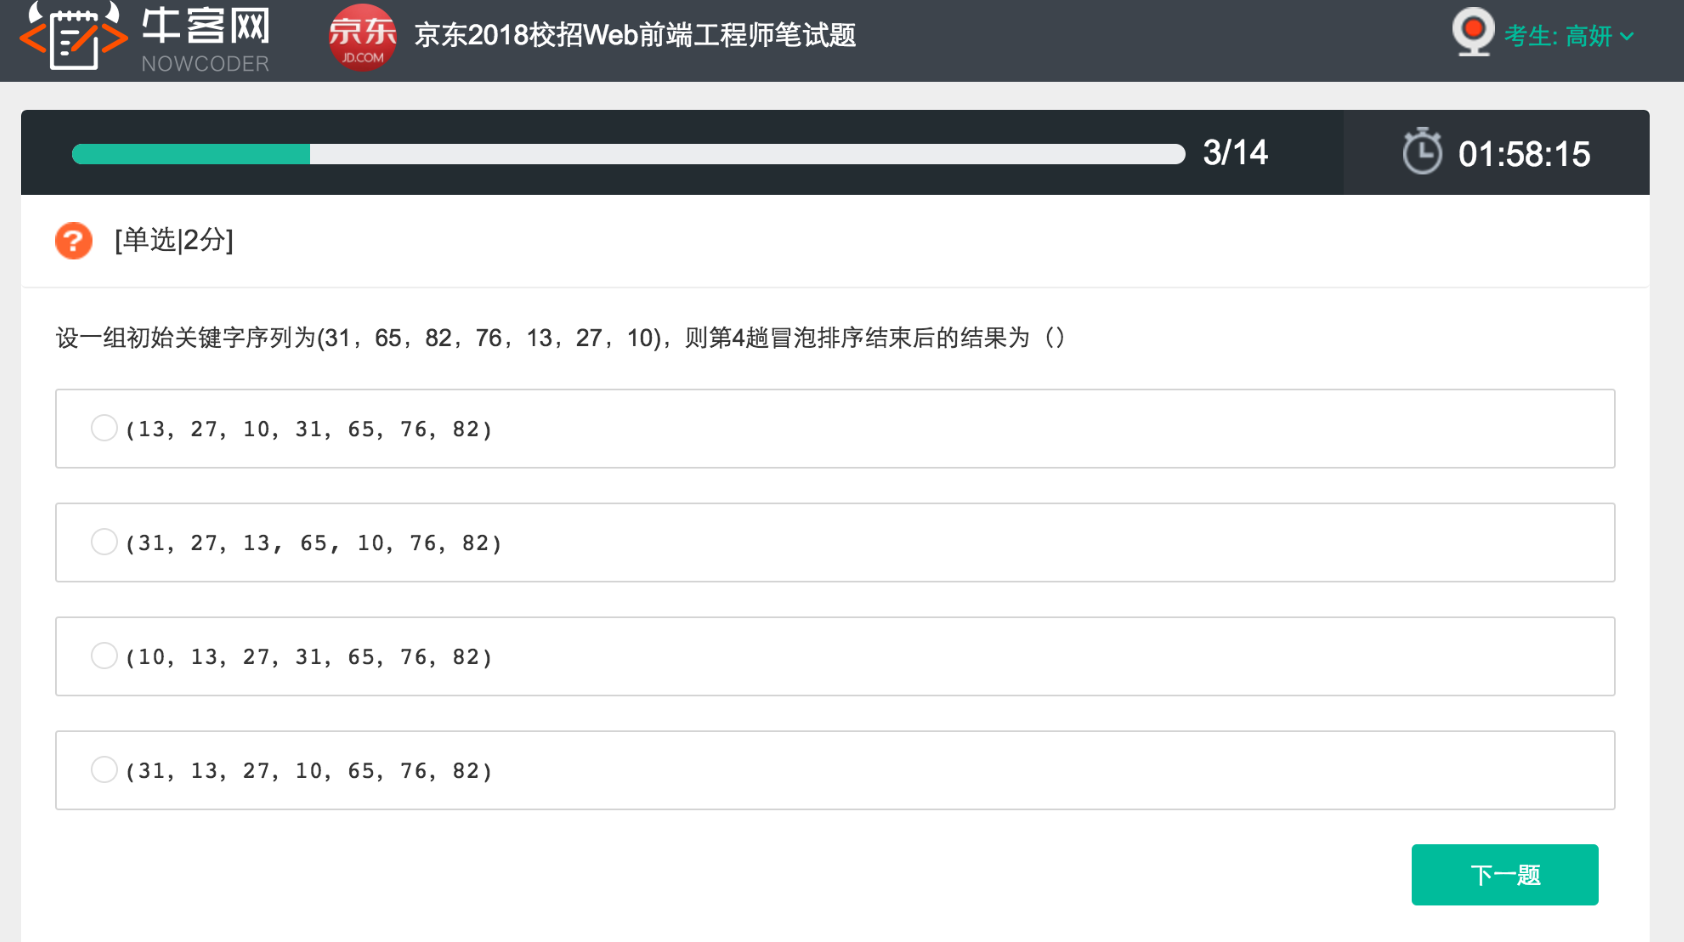 牛客网
NOWCODER
京东
JD.COM
京东2018校招Web前端工程师笔试题
考生: 高妍
3/14
01:58:15
?
[单选|2分]
设一组初始关键字序列为(31，65，82，76，13，27，10)，则第4趟冒泡排序结束后的结果为（）
(13, 27, 10, 31, 65, 76, 82)
(31, 27, 13, 65, 10, 76, 82)
(10, 13, 27, 31, 65, 76, 82)
(31, 13, 27, 10, 65, 76, 82)
下一题